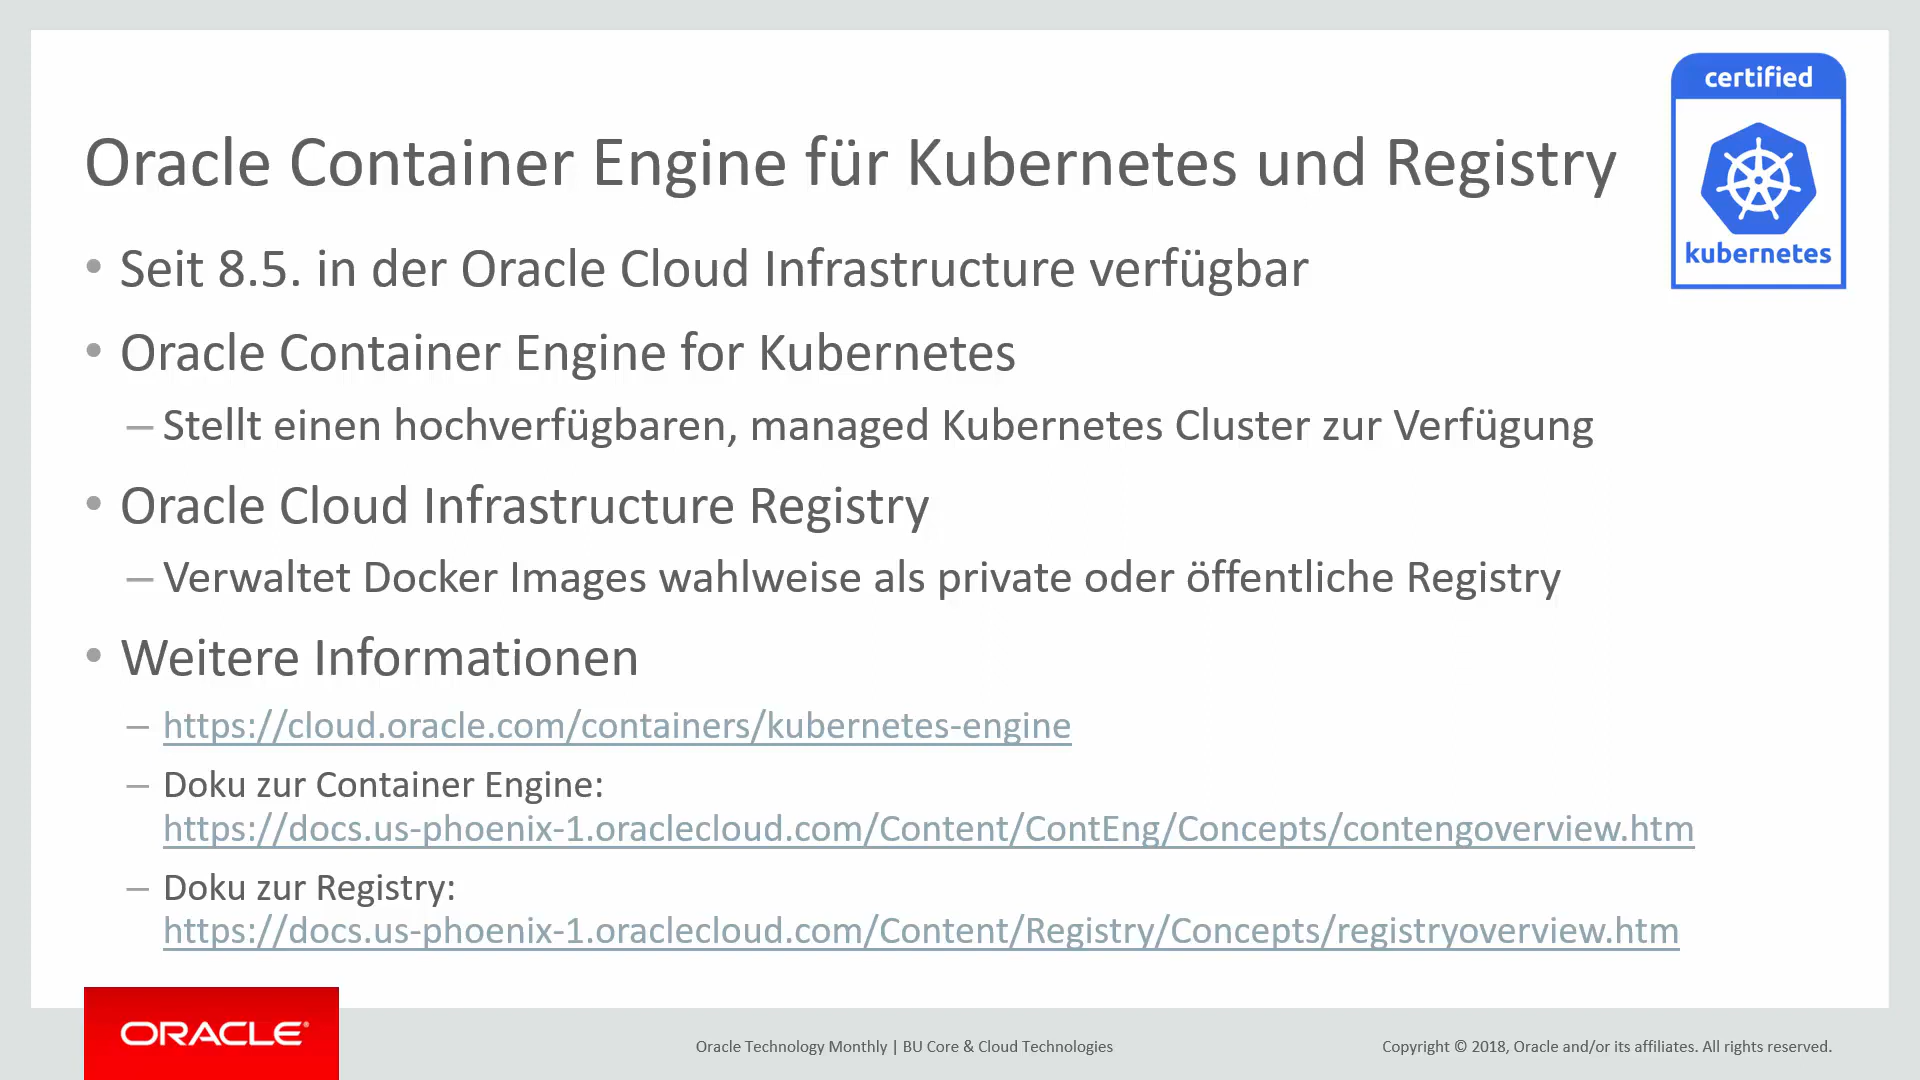 certified
kubernetes
Oracle Container Engine für Kubernetes und Registry
• Seit 8.5. in der Oracle Cloud Infrastructure verfügbar
• Oracle Container Engine for Kubernetes
– Stellt einen hochverfügbaren, managed Kubernetes Cluster zur Verfügung
• Oracle Cloud Infrastructure Registry
– Verwaltet Docker Images wahlweise als private oder öffentliche Registry
• Weitere Informationen
– https://cloud.oracle.com/containers/kubernetes-engine
– Doku zur Container Engine:
https://docs.us-phoenix-1.oraclecloud.com/Content/ContEng/Concepts/contengoverview.htm
– Doku zur Registry:
https://docs.us-phoenix-1.oraclecloud.com/Content/Registry/Concepts/registryoverview.htm
ORACLE®
Oracle Technology Monthly | BU Core & Cloud Technologies
Copyright © 2018, Oracle and/or its affiliates. All rights reserved.